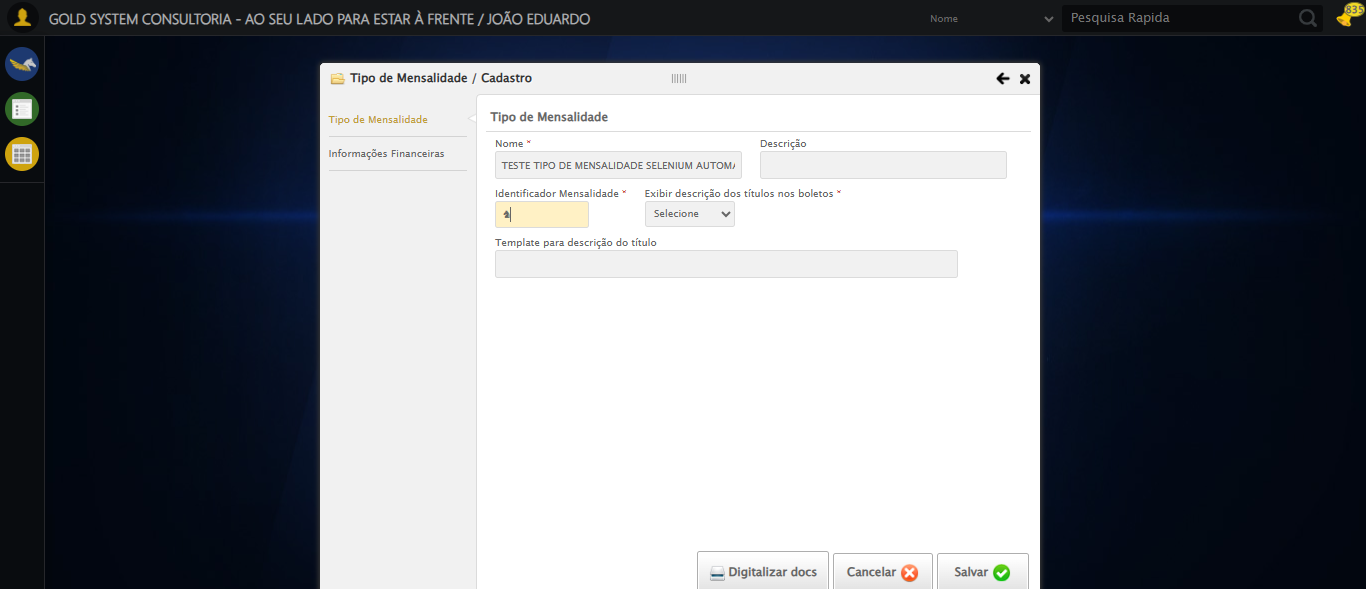 GOLD SYSTEM CONSULTORIA - AO SEU LADO PARA ESTAR À FRENTE / JOÃO EDUARDO
Nome
Pesquisa Rapida
835
Tipo de Mensalidade / Cadastro
Tipo de Mensalidade
Informações Financeiras
Tipo de Mensalidade
Nome *
Descrição
TESTE TIPO DE MENSALIDADE SELENIUM AUTOMA
Identificador Mensalidade *
Exibir descrição dos títulos nos boletos *
Selecione
Template para descrição do título
Digitalizar docs
Cancelar
Salvar